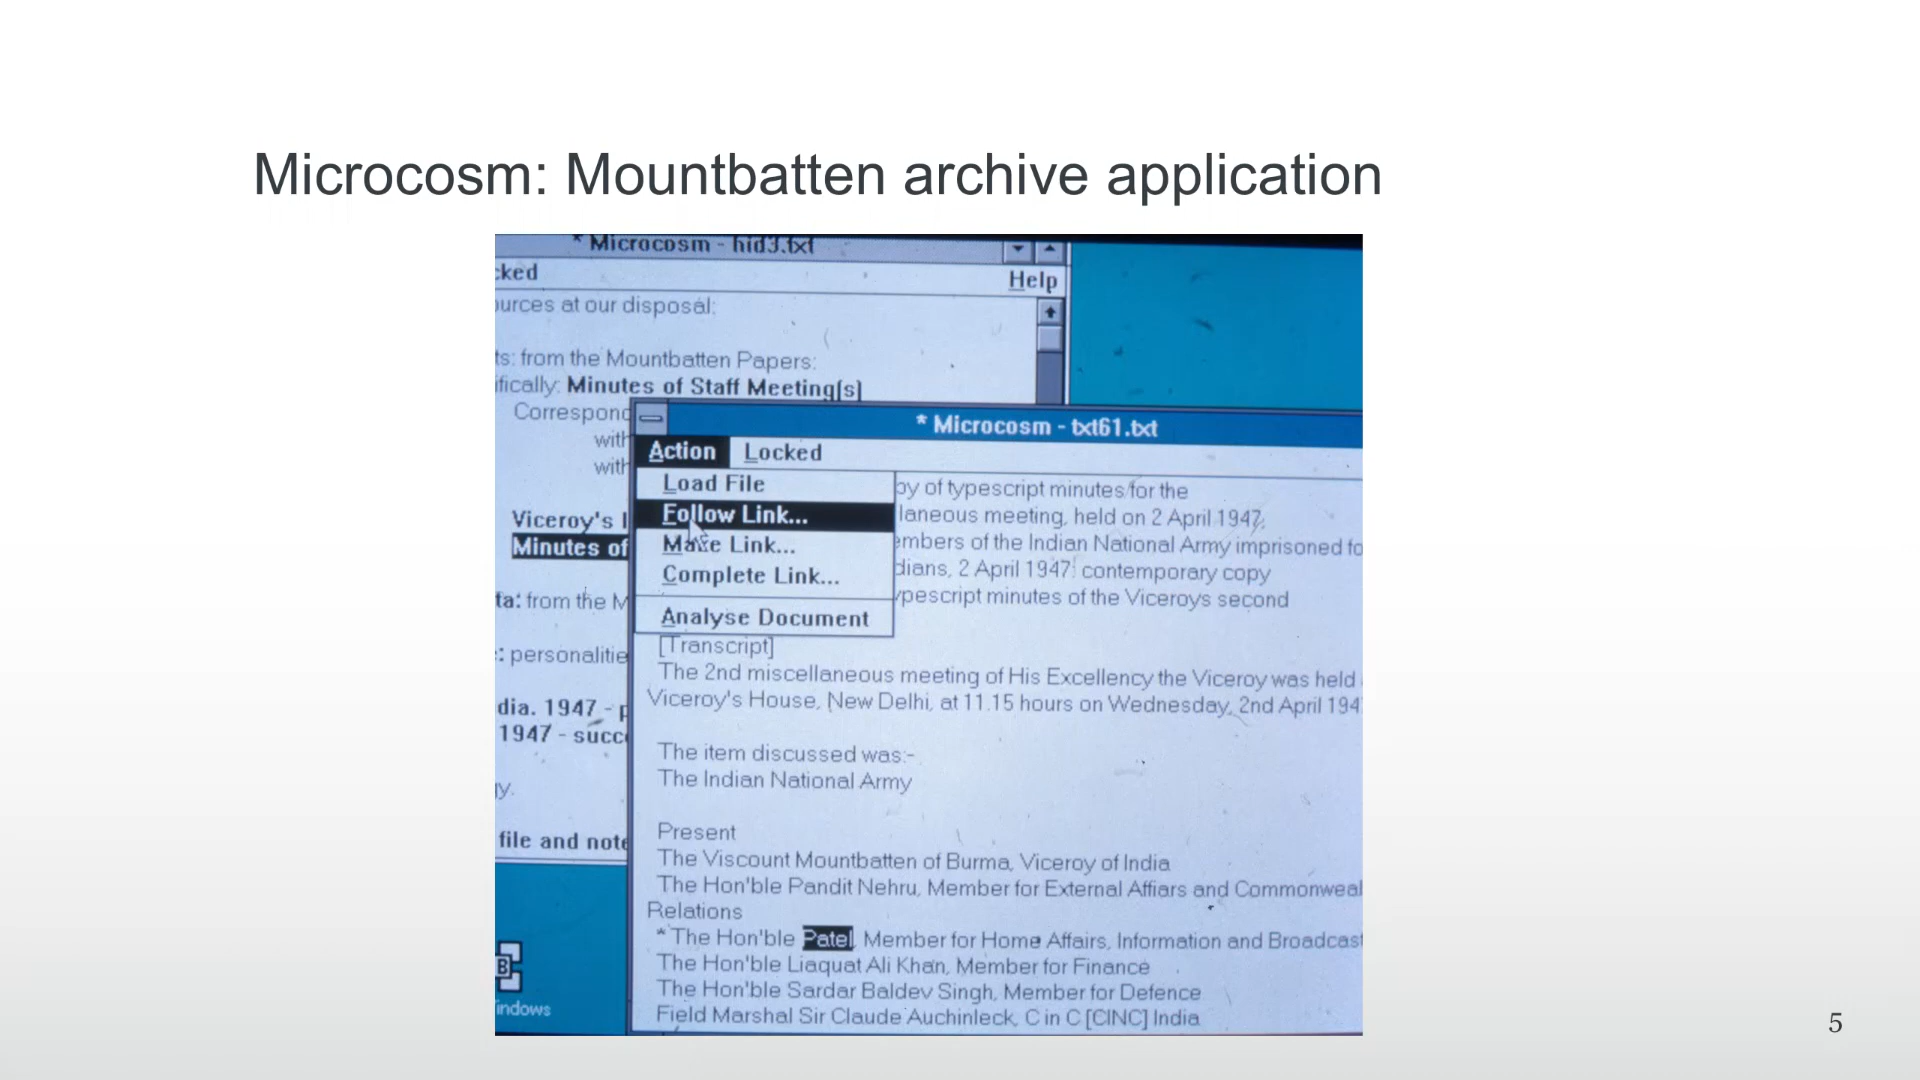 Microcosm: Mountbatten archive application
* Microcosm - hid3.txt
cked
Help
urces at our disposal:
ts: from the Mountbatten Papers:
ifically: Minutes of Staff Meeting[s]
Correspond
with
with
Viceroy's I
Minutes of
ta: from the M
: personalitie
dia. 1947 - p
1947 - succ
y.
file and note
* Microcosm - txt61.txt
Action Locked
Load File
Follow Link...
Make Link...
Complete Link...
Analyse Document
py of typescript minutes for the
laneous meeting, held on 2 April 1947,
embers of the Indian National Army imprisoned fo
dians, 2 April 1947: contemporary copy
ypescript minutes of the Viceroys second
[Transcript]
The 2nd miscellaneous meeting of His Excellency the Viceroy was held
Viceroy's House, New Delhi, at 11.15 hours on Wednesday, 2nd April 194
The item discussed was:-
The Indian National Army
Present
The Viscount Mountbatten of Burma, Viceroy of India
The Hon'ble Pandit Nehru, Member for External Affiars and Commonweal
Relations
* The Hon'ble Patel, Member for Home Affairs, Information and Broadcast
The Hon'ble Liaquat Ali Khan, Member for Finance
The Hon'ble Sardar Baldev Singh, Member for Defence
Field Marshal Sir Claude Auchinleck, C in C [CINC] India
B
indows
5